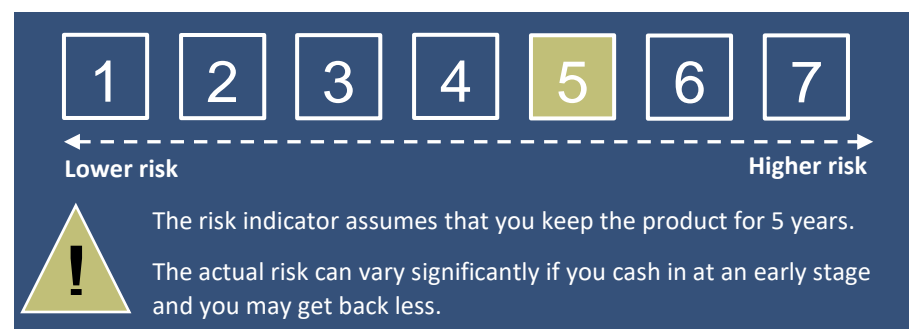 1 2 3 4 5 6 7
Lower risk Higher risk
The risk indicator assumes that you keep the product for 5 years.
!
The actual risk can vary significantly if you cash in at an early stage
and you may get back less.